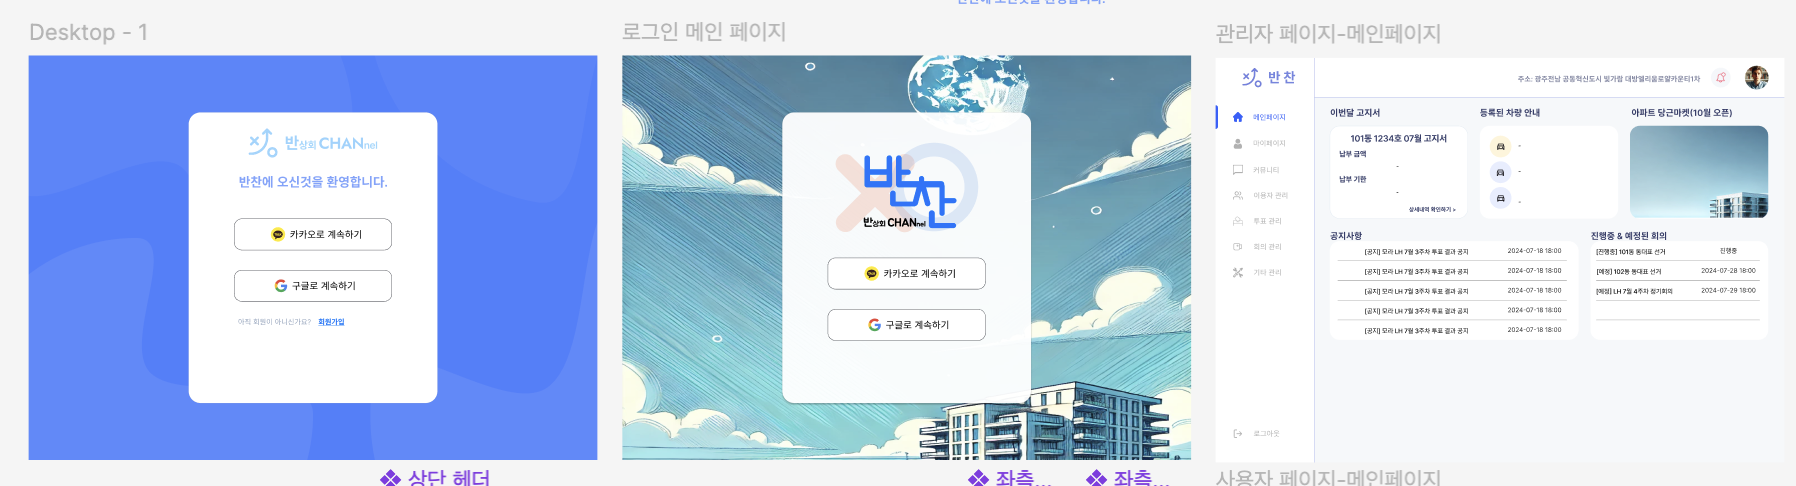 반찬에 오신것을 환영합니다.
Desktop - 1
로그인 메인 페이지
관리자 페이지-메인페이지
반상회 CHANnel
반찬에 오신것을 환영합니다.
카카오로 계속하기
구글로 계속하기
아직 회원이 아니신가요? 회원가입
반찬
반상회 CHANnel
카카오로 계속하기
구글로 계속하기
반찬
주소: 광주전남 공동혁신도시 빛가람 대방엘리움로얄카운티1차
메인페이지
마이페이지
커뮤니티
이용자 관리
투표 관리
회의 관리
기타 관리
로그아웃
이번달 고지서
101동 1234호 07월 고지서
납부 금액
-
납부 기한
-
상세내역 확인하기 >
등록된 차량 안내
-
-
-
아파트 당근마켓(10월 오픈)
공지사항
[공지] 모라 LH 7월 3주차 투표 결과 공지 2024-07-18 18:00
[공지] 모라 LH 7월 3주차 투표 결과 공지 2024-07-18 18:00
[공지] 모라 LH 7월 3주차 투표 결과 공지 2024-07-18 18:00
[공지] 모라 LH 7월 3주차 투표 결과 공지 2024-07-18 18:00
[공지] 모라 LH 7월 3주차 투표 결과 공지 2024-07-18 18:00
진행중 & 예정된 회의
[진행중] 101동 동대표 선거 진행중
[예정] 102동 동대표 선거 2024-07-28 18:00
[예정] LH 7월 4주차 정기회의 2024-07-29 18:00
상단 헤더
좌측...
좌측...
사용자 페이지-메인페이지